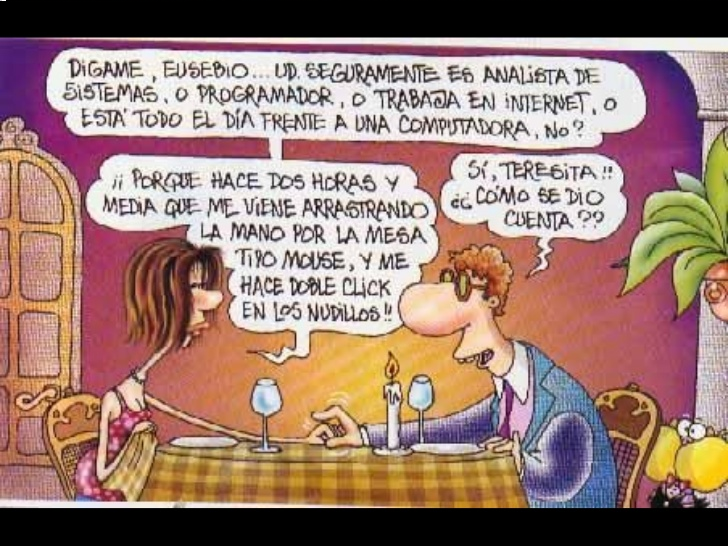 DÍGAME, EUSEBIO... UD. SEGURAMENTE ES ANALISTA DE
SISTEMAS, O PROGRAMADOR, O TRABAJA EN INTERNET, O
ESTÁ TODO EL DÍA FRENTE A UNA COMPUTADORA, NO?
SÍ, TERESITA!!
¿¿CÓMO SE DIO
CUENTA??
¡¡PORQUE HACE DOS HORAS Y
MEDIA QUE ME VIENE ARRASTRANDO
LA MANO POR LA MESA
TIPO MOUSE, Y ME
HACE DOBLE CLICK
EN LOS NUDILLOS!!